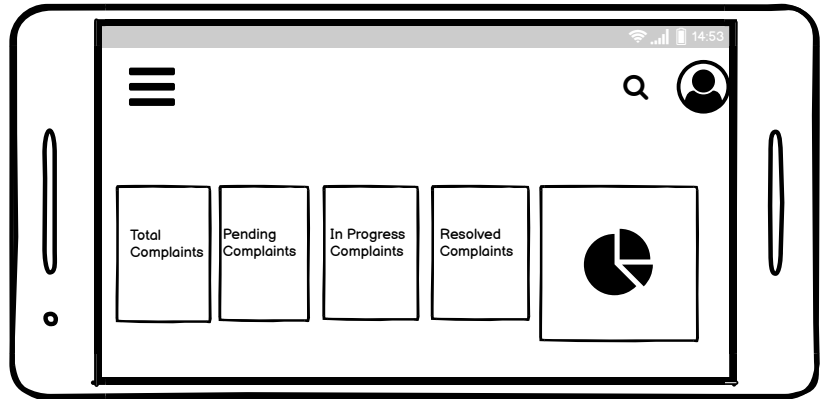 14:53
Total
Complaints
Pending
Complaints
In Progress
Complaints
Resolved
Complaints